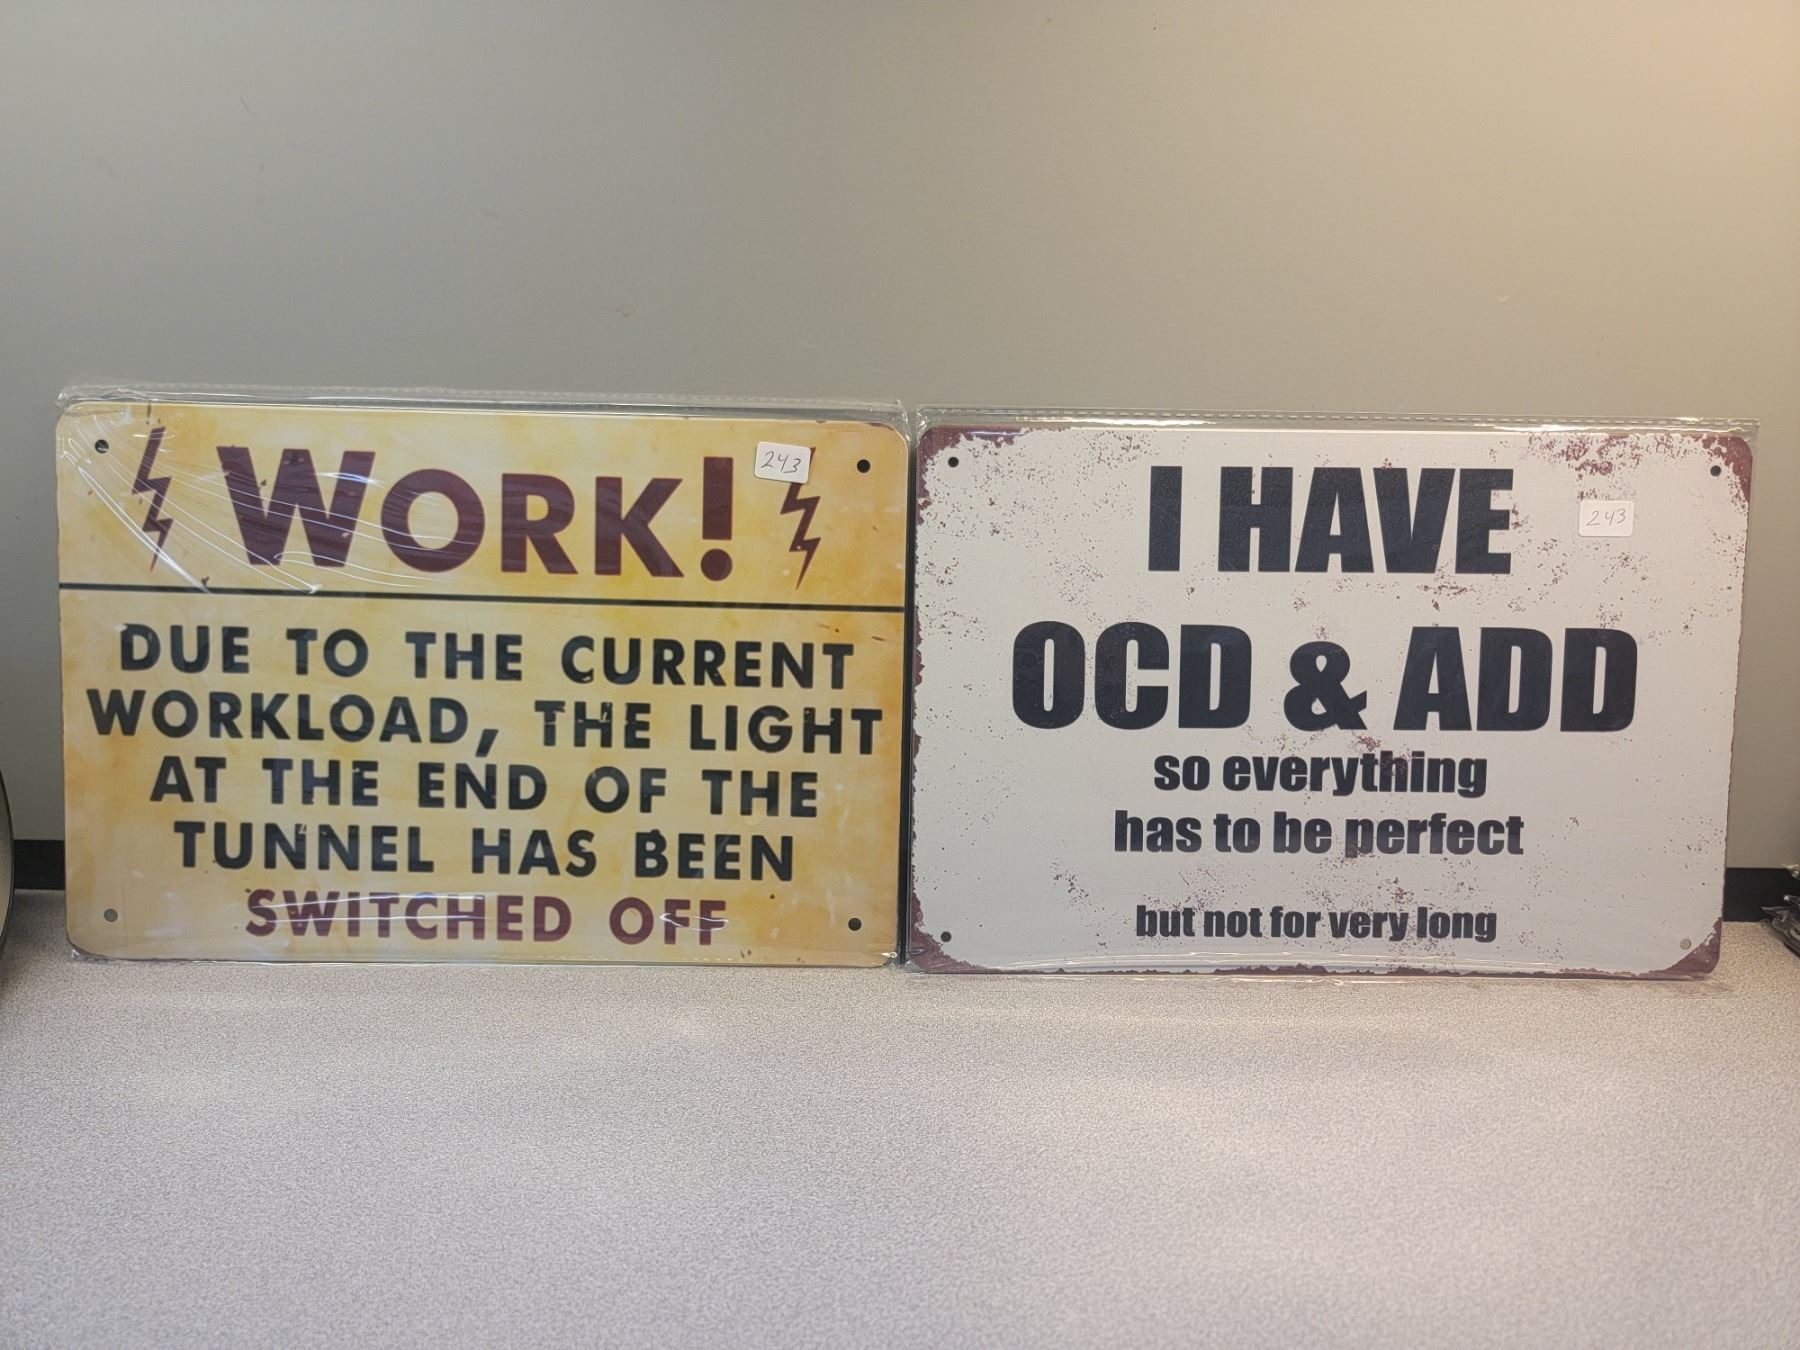 WORK!
243
DUE TO THE CURRENT
WORKLOAD, THE LIGHT
AT THE END OF THE
TUNNEL HAS BEEN
SWITCHED OFF
I HAVE
243
OCD & ADD
so everything
has to be perfect
but not for very long